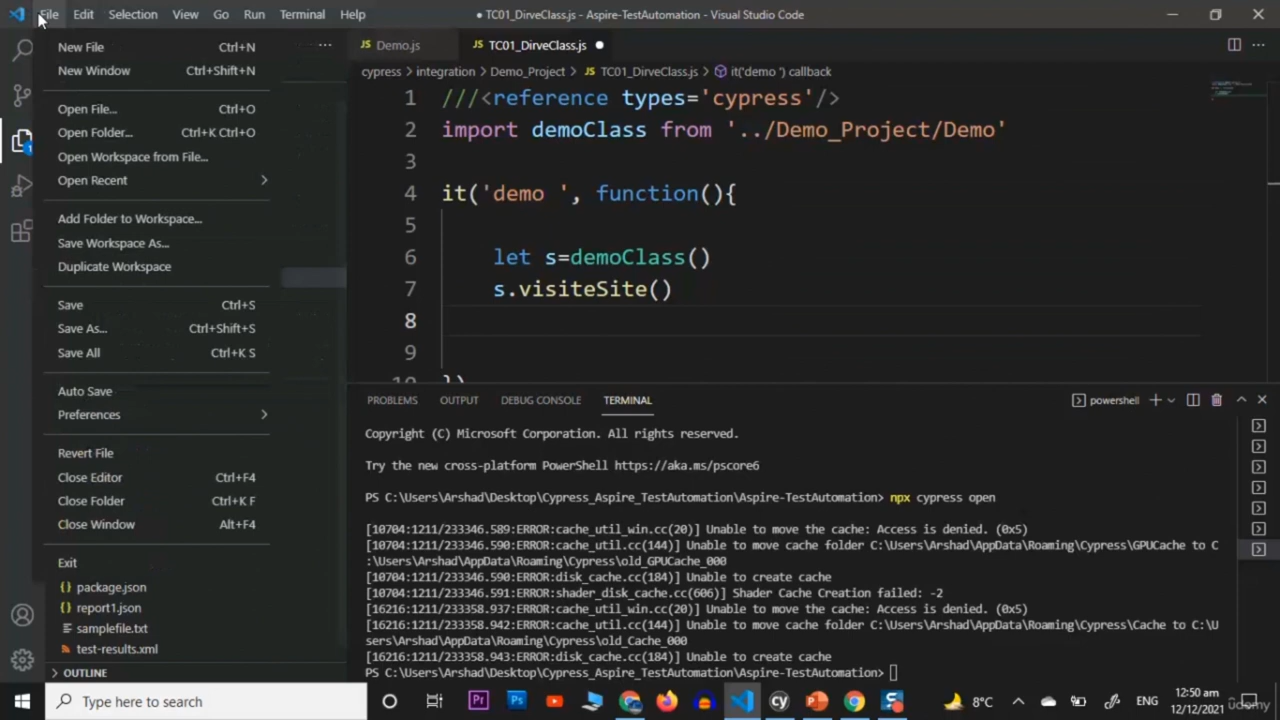 File Edit Selection View Go Run Terminal Help
● TC01_DirveClass.js - Aspire-TestAutomation - Visual Studio Code
New File Ctrl+N
New Window Ctrl+Shift+N
Open File... Ctrl+O
Open Folder... Ctrl+K Ctrl+O
Open Workspace from File...
Open Recent
Add Folder to Workspace...
Save Workspace As...
Duplicate Workspace
Save Ctrl+S
Save As... Ctrl+Shift+S
Save All Ctrl+K S
Auto Save
Preferences
Revert File
Close Editor Ctrl+F4
Close Folder Ctrl+K F
Close Window Alt+F4
Exit
{} package.json
{} report1.json
samplefile.txt
test-results.xml
OUTLINE
1
JS Demo.js JS TC01_DirveClass.js ●
cypress > integration > Demo_Project > JS TC01_DirveClass.js > it('demo ') callback
1 ///<reference types='cypress'/>
2 import demoClass from '../Demo_Project/Demo'
3
4 it('demo ', function(){
5
6 let s=demoClass()
7 s.visiteSite()
8
9
10 })
PROBLEMS OUTPUT DEBUG CONSOLE TERMINAL
powershell
Copyright (C) Microsoft Corporation. All rights reserved.
Try the new cross-platform PowerShell https://aka.ms/pscore6
PS C:\Users\Arshad\Desktop\Cypress_Aspire_TestAutomation\Aspire-TestAutomation> npx cypress open
[10704:1211/233346.589:ERROR:cache_util_win.cc(20)] Unable to move the cache: Access is denied. (0x5)
[10704:1211/233346.590:ERROR:cache_util.cc(144)] Unable to move cache folder C:\Users\Arshad\AppData\Roaming\Cypress\GPUCache to C
:\Users\Arshad\AppData\Roaming\Cypress\old_GPUCache_000
[10704:1211/233346.590:ERROR:disk_cache.cc(184)] Unable to create cache
[10704:1211/233346.591:ERROR:shader_disk_cache.cc(606)] Shader Cache Creation failed: -2
[16216:1211/233358.937:ERROR:cache_util_win.cc(20)] Unable to move the cache: Access is denied. (0x5)
[16216:1211/233358.942:ERROR:cache_util.cc(144)] Unable to move cache folder C:\Users\Arshad\AppData\Roaming\Cypress\Cache to C:\U
sers\Arshad\AppData\Roaming\Cypress\old_Cache_000
[16216:1211/233358.943:ERROR:disk_cache.cc(184)] Unable to create cache
PS C:\Users\Arshad\Desktop\Cypress_Aspire_TestAutomation\Aspire-TestAutomation>
Type here to search
Pr Ps cy
8°C
ENG
12:50 am
12/12/2021
udemy